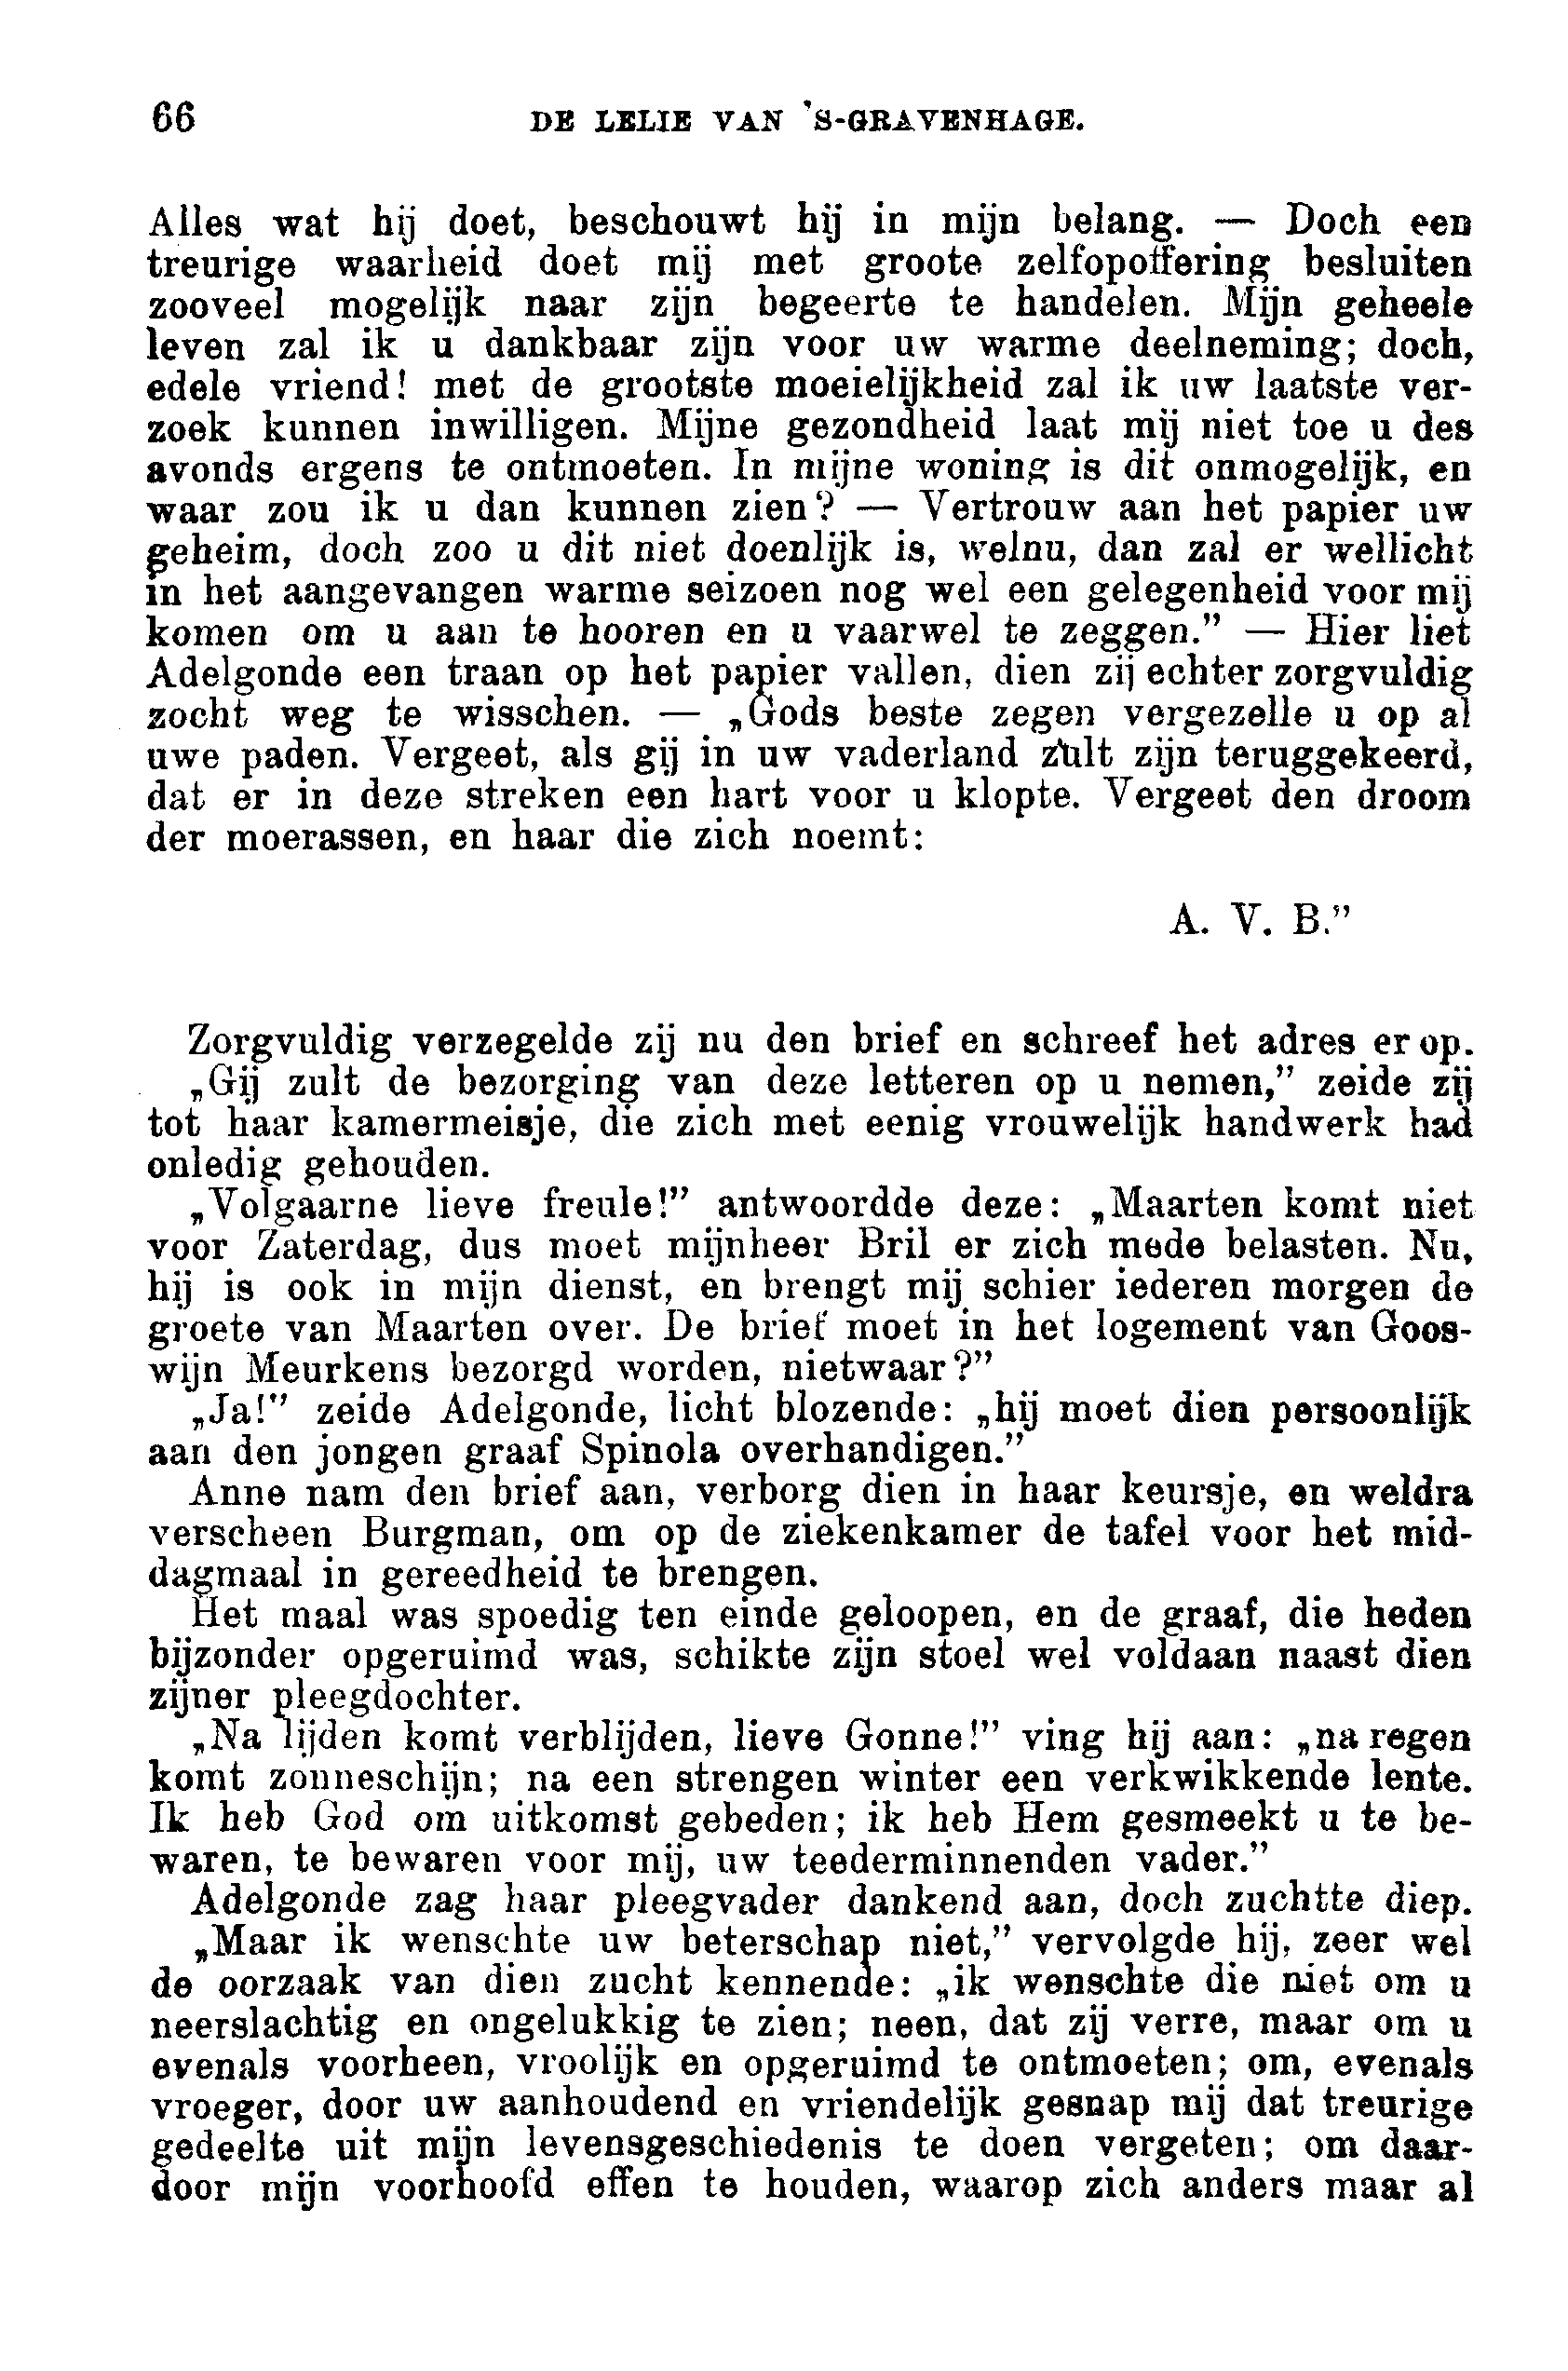 66 DE LELIE VAN 'S-GRAVENHAGE.
Alles wat hij doet, beschouwt hij in mijn belang. — Doch een
treurige waarheid doet mij met groote zelfopoffering besluiten
zooveel mogelijk naar zijn begeerte te handelen. Mijn geheele
leven zal ik u dankbaar zijn voor uw warme deelneming; doch,
edele vriend! met de grootste moeielijkheid zal ik uw laatste ver-
zoek kunnen inwilligen. Mijne gezondheid laat mij niet toe u des
avonds ergens te ontmoeten. In mijne woning is dit onmogelijk, en
waar zou ik u dan kunnen zien? — Vertrouw aan het papier uw
geheim, doch zoo u dit niet doenlijk is, welnu, dan zal er wellicht
in het aangevangen warme seizoen nog wel een gelegenheid voor mij
komen om u aan te hooren en u vaarwel te zeggen.” — Hier liet
Adelgonde een traan op het papier vallen, dien zij echter zorgvuldig
zocht weg te wisschen. — „Gods beste zegen vergezelle u op al
uwe paden. Vergeet, als gij in uw vaderland zult zijn teruggekeerd,
dat er in deze streken een hart voor u klopte. Vergeet den droom
der moerassen, en haar die zich noemt:
A. V. B.”
Zorgvuldig verzegelde zij nu den brief en schreef het adres er op.
„Gij zult de bezorging van deze letteren op u nemen,” zeide zij
tot haar kamermeisje, die zich met eenig vrouwelijk handwerk had
onledig gehouden.
„Volgaarne lieve freule!” antwoordde deze: „Maarten komt niet
voor Zaterdag, dus moet mijnheer Bril er zich mede belasten. Nu,
hij is ook in mijn dienst, en brengt mij schier iederen morgen de
groete van Maarten over. De brief moet in het logement van Goos-
wijn Meurkens bezorgd worden, nietwaar?”
„Ja!” zeide Adelgonde, licht blozende: „hij moet dien persoonlijk
aan den jongen graaf Spinola overhandigen.”
Anne nam den brief aan, verborg dien in haar keursje, en weldra
verscheen Burgman, om op de ziekenkamer de tafel voor het mid-
dagmaal in gereedheid te brengen.
Het maal was spoedig ten einde geloopen, en de graaf, die heden
bijzonder opgeruimd was, schikte zijn stoel wel voldaan naast dien
zijner pleegdochter.
„Na lijden komt verblijden, lieve Gonne!” ving hij aan: „na regen
komt zonneschijn; na een strengen winter een verkwikkende lente.
Ik heb God om uitkomst gebeden; ik heb Hem gesmeekt u te be-
waren, te bewaren voor mij, uw teederminnenden vader.”
Adelgonde zag haar pleegvader dankend aan, doch zuchtte diep.
„Maar ik wenschte uw beterschap niet,” vervolgde hij, zeer wel
de oorzaak van dien zucht kennende: „ik wenschte die niet om u
neerslachtig en ongelukkig te zien; neen, dat zij verre, maar om u
evenals voorheen, vroolijk en opgeruimd te ontmoeten; om, evenals
vroeger, door uw aanhoudend en vriendelijk gesnap mij dat treurige
gedeelte uit mijn levensgeschiedenis te doen vergeten; om daar-
door mijn voorhoofd effen te houden, waarop zich anders maar al